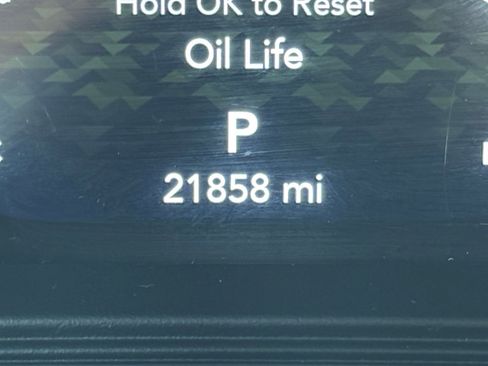 Hold OK to Reset
Oil Life
P
21858 mi